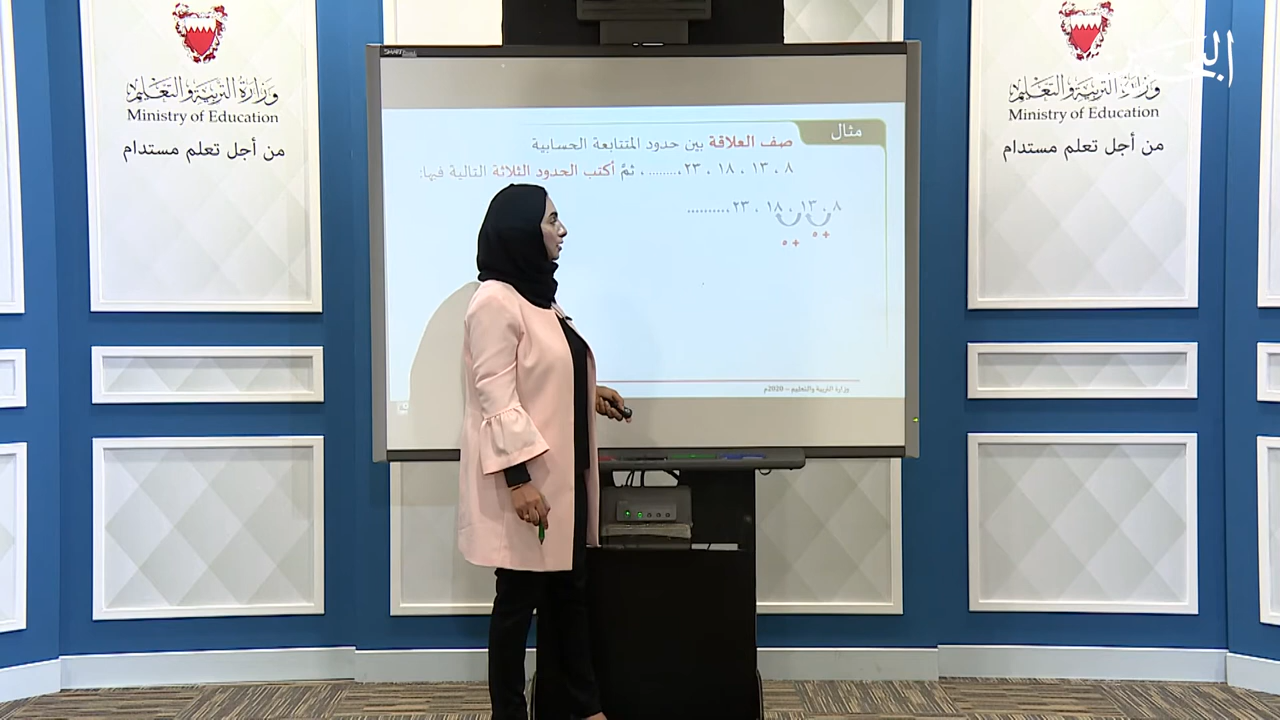 وزارة التربية والتعليم
Ministry of Education
من أجل تعلم مستدام
SMART
مثال
صف العلاقة بين حدود المتتابعة الحسابية
٨ ، ١٣ ، ١٨ ، ٢٣ ،........ ، ثمَّ أكتب الحدود الثلاثة التالية فيها:
٨ ، ١٣ ، ١٨ ، ٢٣ ،..........
+ ٥
+ ٥
وزارة التربية والتعليم – 2020م
وزارة التربية والتعليم
Ministry of Education
من أجل تعلم مستدام
البحرين